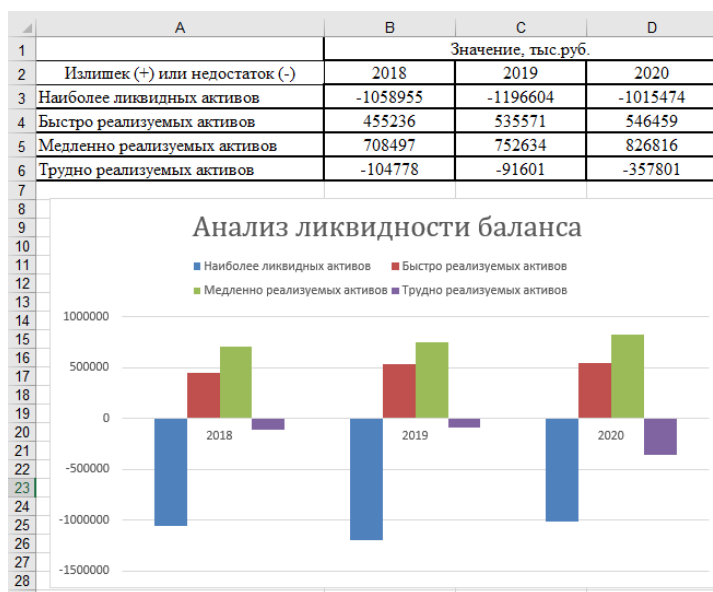 A B C D
1 Значение, тыс.руб.
2 Излишек (+) или недостаток (-) 2018 2019 2020
3 Наиболее ликвидных активов -1058955 -1196604 -1015474
4 Быстро реализуемых активов 455236 535571 546459
5 Медленно реализуемых активов 708497 752634 826816
6 Трудно реализуемых активов -104778 -91601 -357801
7
8
9
10
11
12
13
14
15
16
17
18
19
20
21
22
23
24
25
26
27
28
Анализ ликвидности баланса
Наиболее ликвидных активов Быстро реализуемых активов
Медленно реализуемых активов Трудно реализуемых активов
1000000
500000
0
2018 2019 2020
-500000
-1000000
-1500000